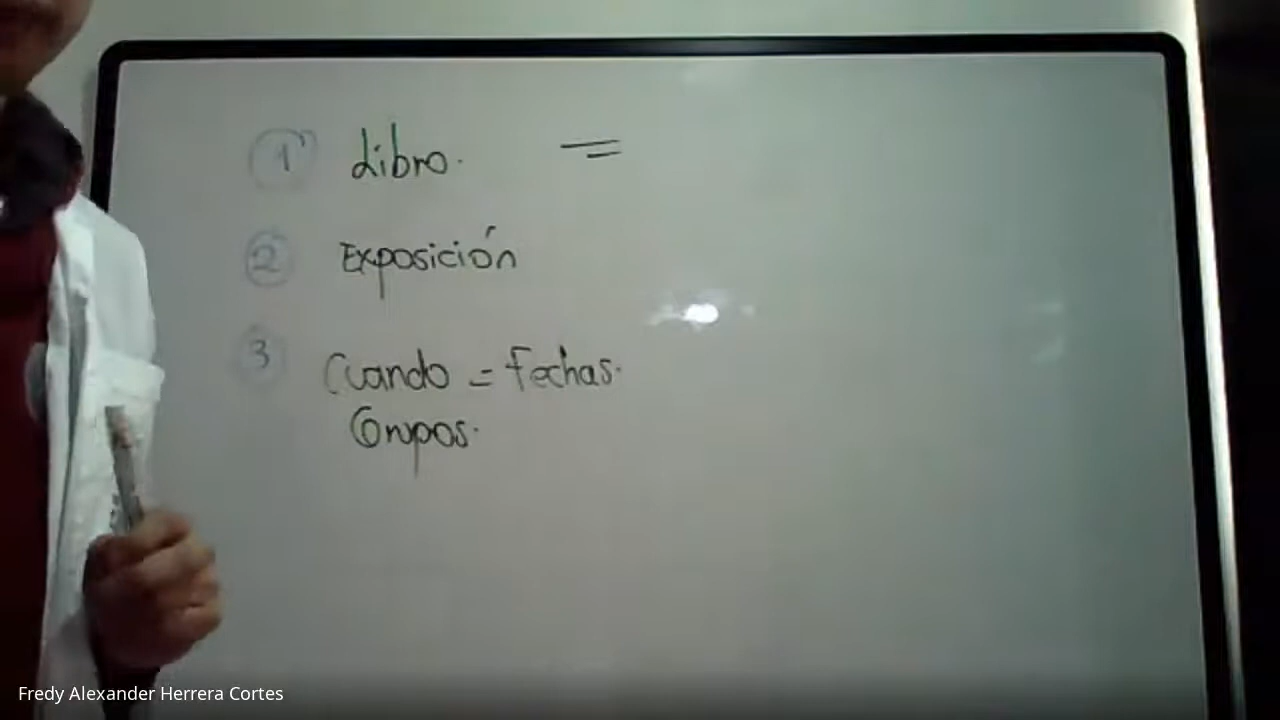 1 Libro. =
2 Exposición
3 Cuando = Fechas.
Grupos.
Fredy Alexander Herrera Cortes